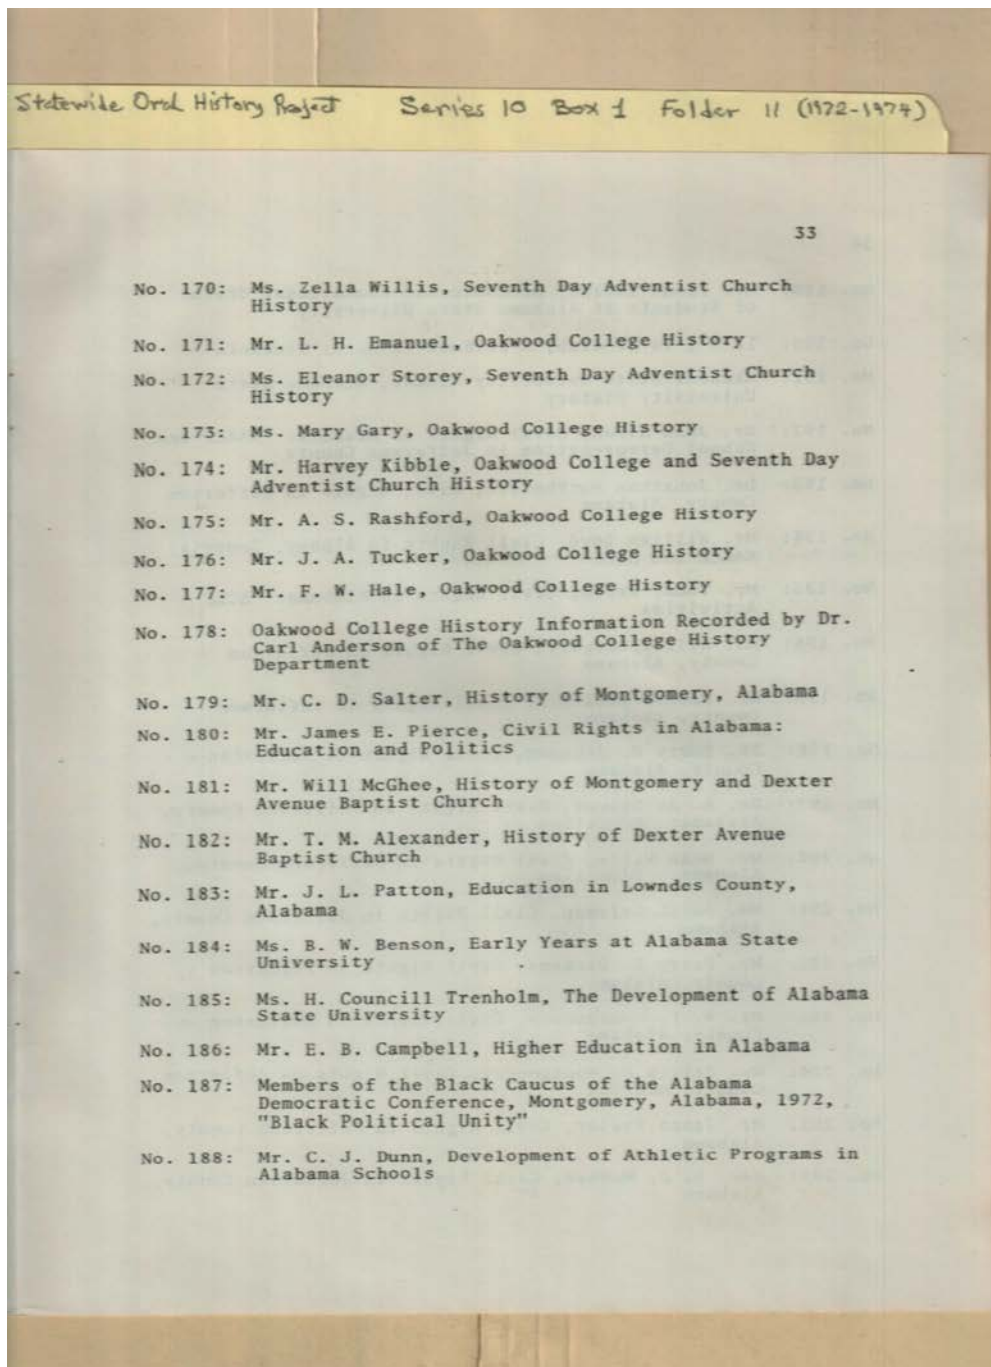 Statewide Oral History Project Series 10 Box 1 Folder 11 (1972-1974)
33
No. 170: Ms. Zella Willis, Seventh Day Adventist Church
History
No. 171: Mr. L. H. Emanuel, Oakwood College History
No. 172: Ms. Eleanor Storey, Seventh Day Adventist Church
History
No. 173: Ms. Mary Gary, Oakwood College History
No. 174: Mr. Harvey Kibble, Oakwood College and Seventh Day
Adventist Church History
No. 175: Mr. A. S. Rashford, Oakwood College History
No. 176: Mr. J. A. Tucker, Oakwood College History
No. 177: Mr. F. W. Hale, Oakwood College History
No. 178: Oakwood College History Information Recorded by Dr.
Carl Anderson of The Oakwood College History
Department
No. 179: Mr. C. D. Salter, History of Montgomery, Alabama
No. 180: Mr. James E. Pierce, Civil Rights in Alabama:
Education and Politics
No. 181: Mr. Will McGhee, History of Montgomery and Dexter
Avenue Baptist Church
No. 182: Mr. T. M. Alexander, History of Dexter Avenue
Baptist Church
No. 183: Mr. J. L. Patton, Education in Lowndes County,
Alabama
No. 184: Ms. B. W. Benson, Early Years at Alabama State
University
No. 185: Ms. H. Councill Trenholm, The Development of Alabama
State University
No. 186: Mr. E. B. Campbell, Higher Education in Alabama
No. 187: Members of the Black Caucus of the Alabama
Democratic Conference, Montgomery, Alabama, 1972,
"Black Political Unity"
No. 188: Mr. C. J. Dunn, Development of Athletic Programs in
Alabama Schools